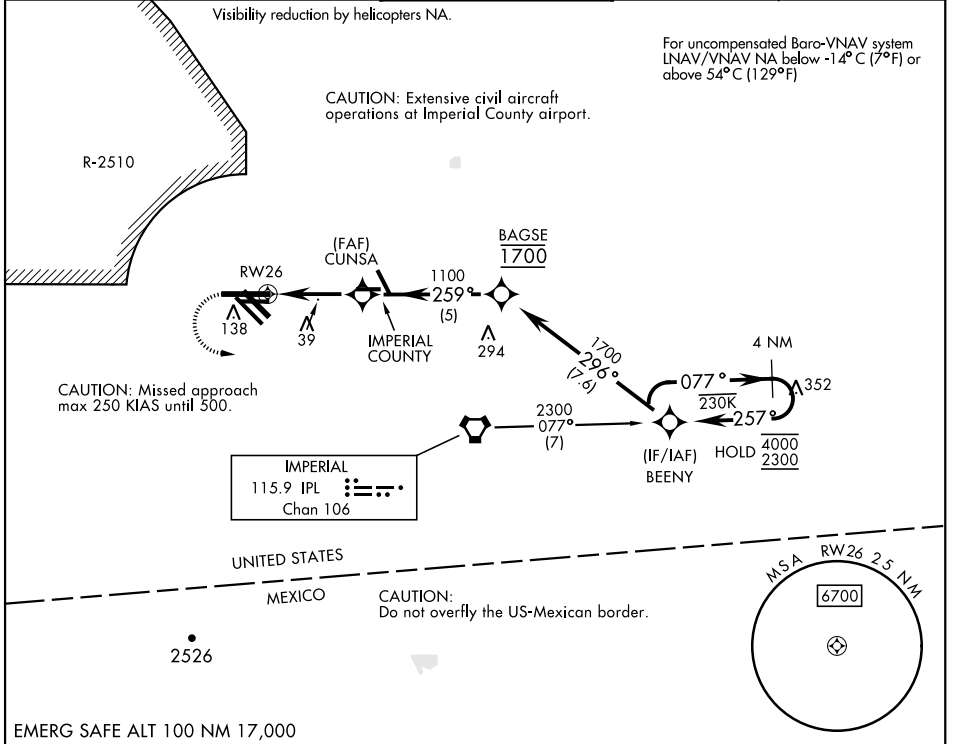 Visibility reduction by helicopters NA.
For uncompensated Baro-VNAV system
LNAV/VNAV NA below -14°C (7°F) or
above 54°C (129°F)
CAUTION: Extensive civil aircraft
operations at Imperial County airport.
R-2510
BAGSE
1700
(FAF)
CUNSA
RW26
1100
259°
(5)
138
39
IMPERIAL
COUNTY
294
1700
296°
(7.6)
4 NM
077°
230K
352
257°
HOLD 4000
2300
(IF/IAF)
BEENY
CAUTION: Missed approach
max 250 KIAS until 500.
2300
077°
(7)
IMPERIAL
115.9 IPL
Chan 106
UNITED STATES
MEXICO
CAUTION:
Do not overfly the US-Mexican border.
MSA RW26 25 NM
6700
2526
EMERG SAFE ALT 100 NM 17,000